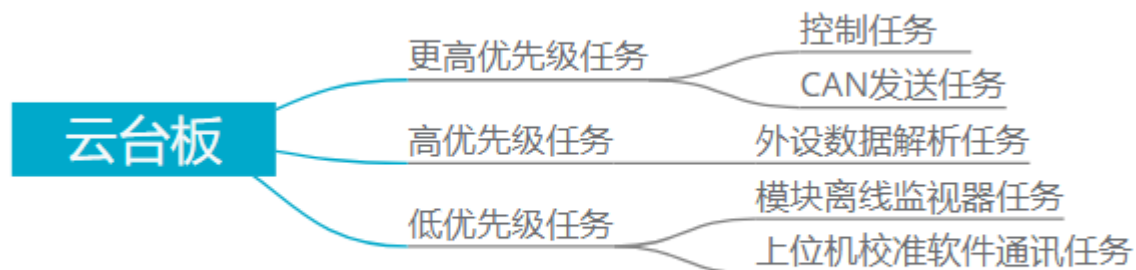 云台板
更高优先级任务
控制任务
CAN发送任务
高优先级任务
外设数据解析任务
低优先级任务
模块离线监视器任务
上位机校准软件通讯任务